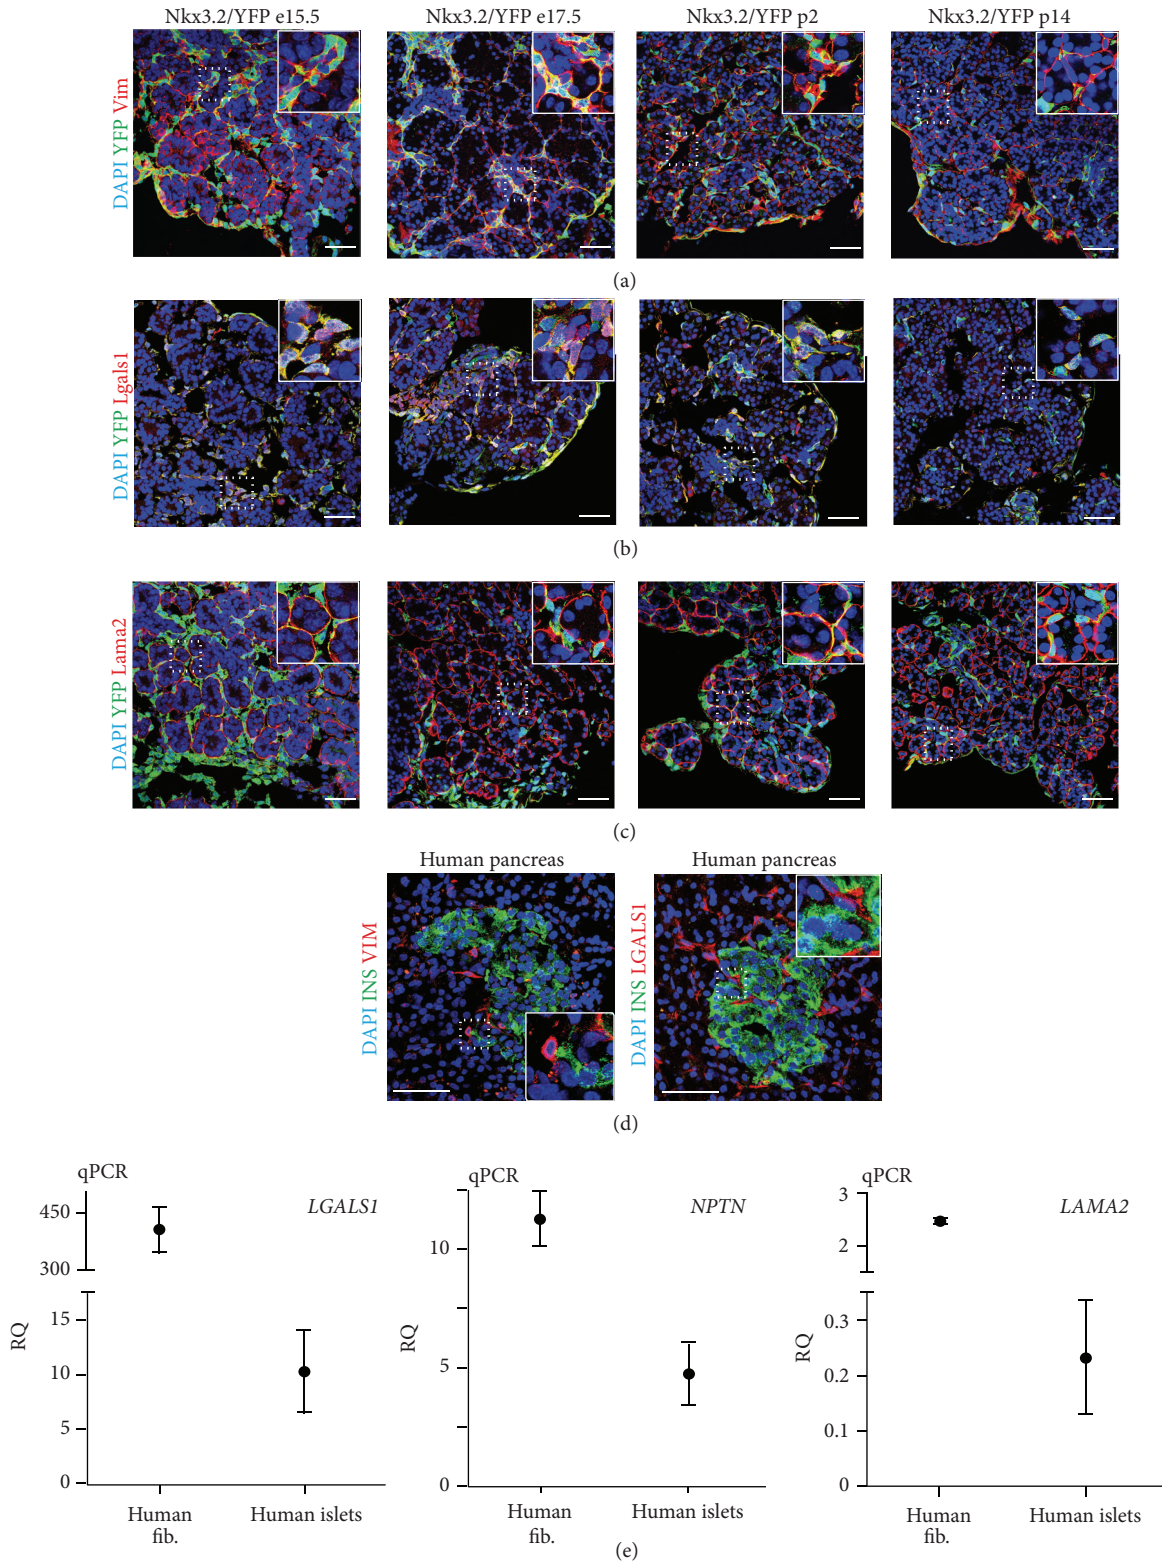 Nkx3.2/YFP e15.5 Nkx3.2/YFP e17.5 Nkx3.2/YFP p2 Nkx3.2/YFP p14
DAPI YFP Vim
(a)
DAPI YFP Lgals1
(b)
DAPI YFP Lama2
(c)
Human pancreas Human pancreas
DAPI INS VIM
DAPI INS LGALS1
(d)
qPCR
LGALS1
450
300
15
10
5
0
RQ
Human fib.
Human islets
qPCR
NPTN
10
5
0
RQ
Human fib.
Human islets
qPCR
LAMA2
3
2
0.3
0.2
0.1
0
RQ
Human fib.
Human islets
(e)